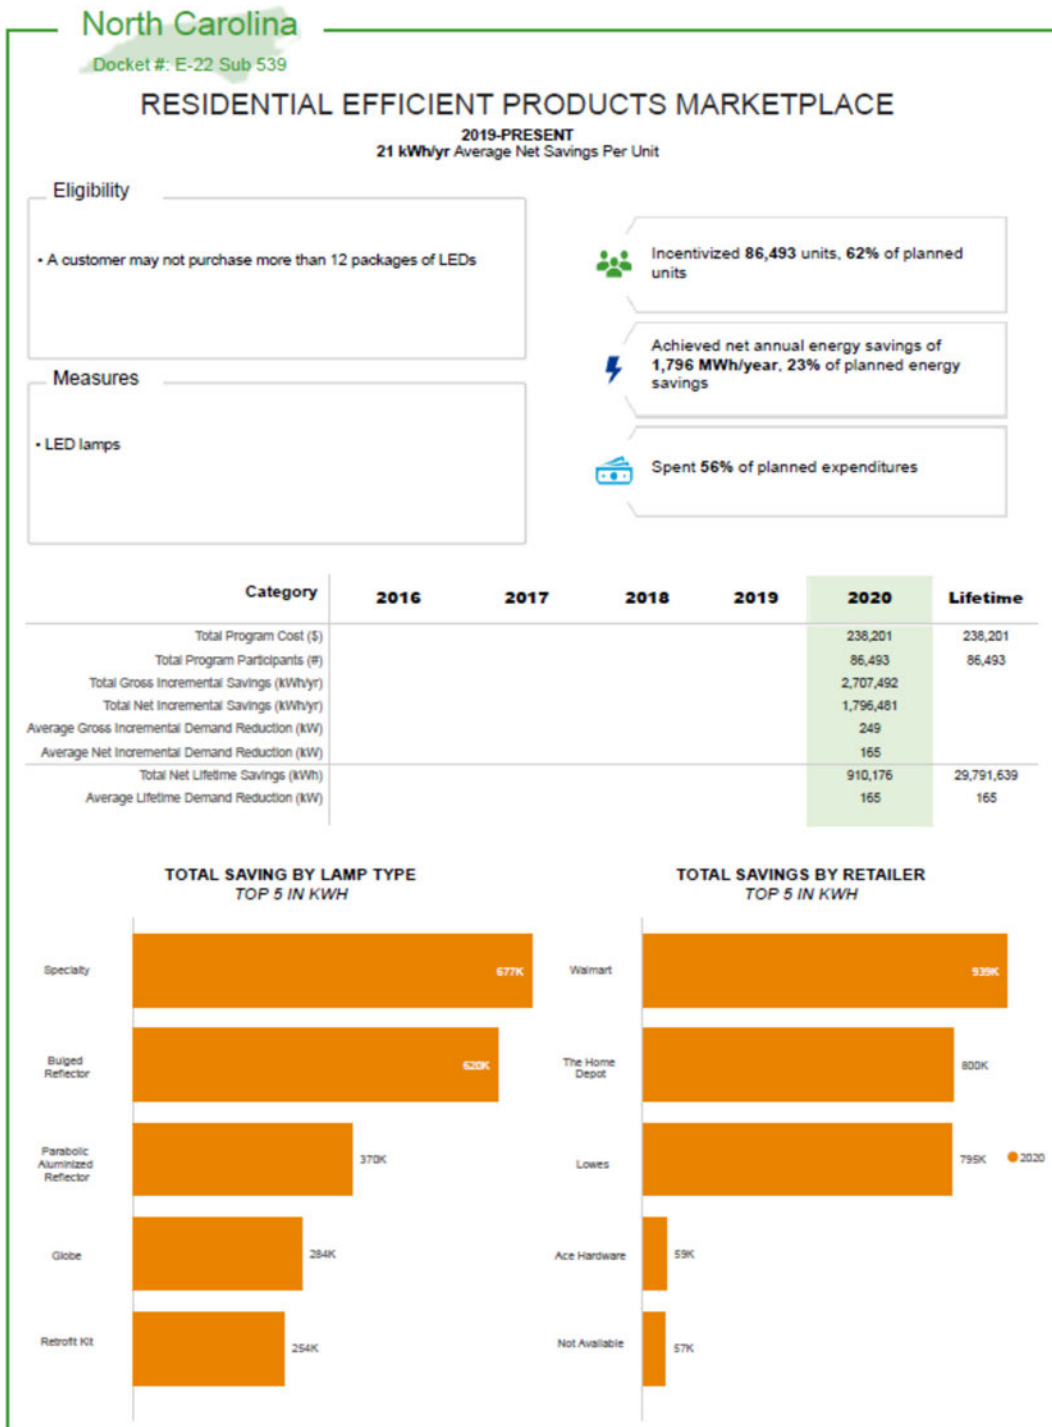 North Carolina
Docket #: E-22 Sub 539
RESIDENTIAL EFFICIENT PRODUCTS MARKETPLACE
2019-PRESENT
21 kWh/yr Average Net Savings Per Unit
Eligibility
• A customer may not purchase more than 12 packages of LEDs
Measures
• LED lamps
Incentivized 86,493 units, 62% of planned
units
Achieved net annual energy savings of
1,796 MWh/year, 23% of planned energy
savings
Spent 56% of planned expenditures
Category 2016 2017 2018 2019 2020 Lifetime
Total Program Cost ($) 238,201 238,201
Total Program Participants (#) 86,493 86,493
Total Gross Incremental Savings (kWh/yr) 2,707,492
Total Net Incremental Savings (kWh/yr) 1,796,481
Average Gross Incremental Demand Reduction (kW) 249
Average Net Incremental Demand Reduction (kW) 165
Total Net Lifetime Savings (kWh) 910,176 29,791,639
Average Lifetime Demand Reduction (kW) 165 165
TOTAL SAVING BY LAMP TYPE
TOP 5 IN KWH
Specialty 677K
Bulged
Reflector 620K
Parabolic
Aluminized
Reflector 370K
Globe 284K
Retrofit Kit 254K
TOTAL SAVINGS BY RETAILER
TOP 5 IN KWH
Walmart 939K
The Home
Depot 800K
Lowes 795K
Ace Hardware 59K
Not Available 57K
2020